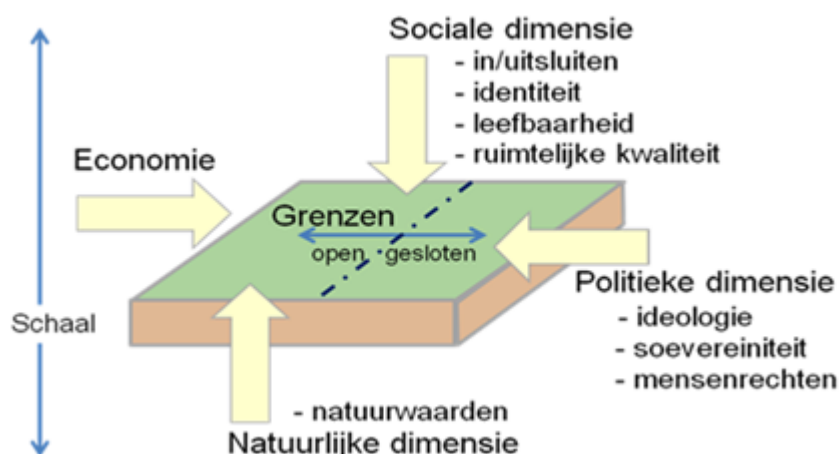 Sociale dimensie
- in/uitsluiten
- identiteit
- leefbaarheid
- ruimtelijke kwaliteit
Economie
Grenzen
open gesloten
Schaal
Politieke dimensie
- ideologie
- soevereiniteit
- mensenrechten
- natuurwaarden
Natuurlijke dimensie